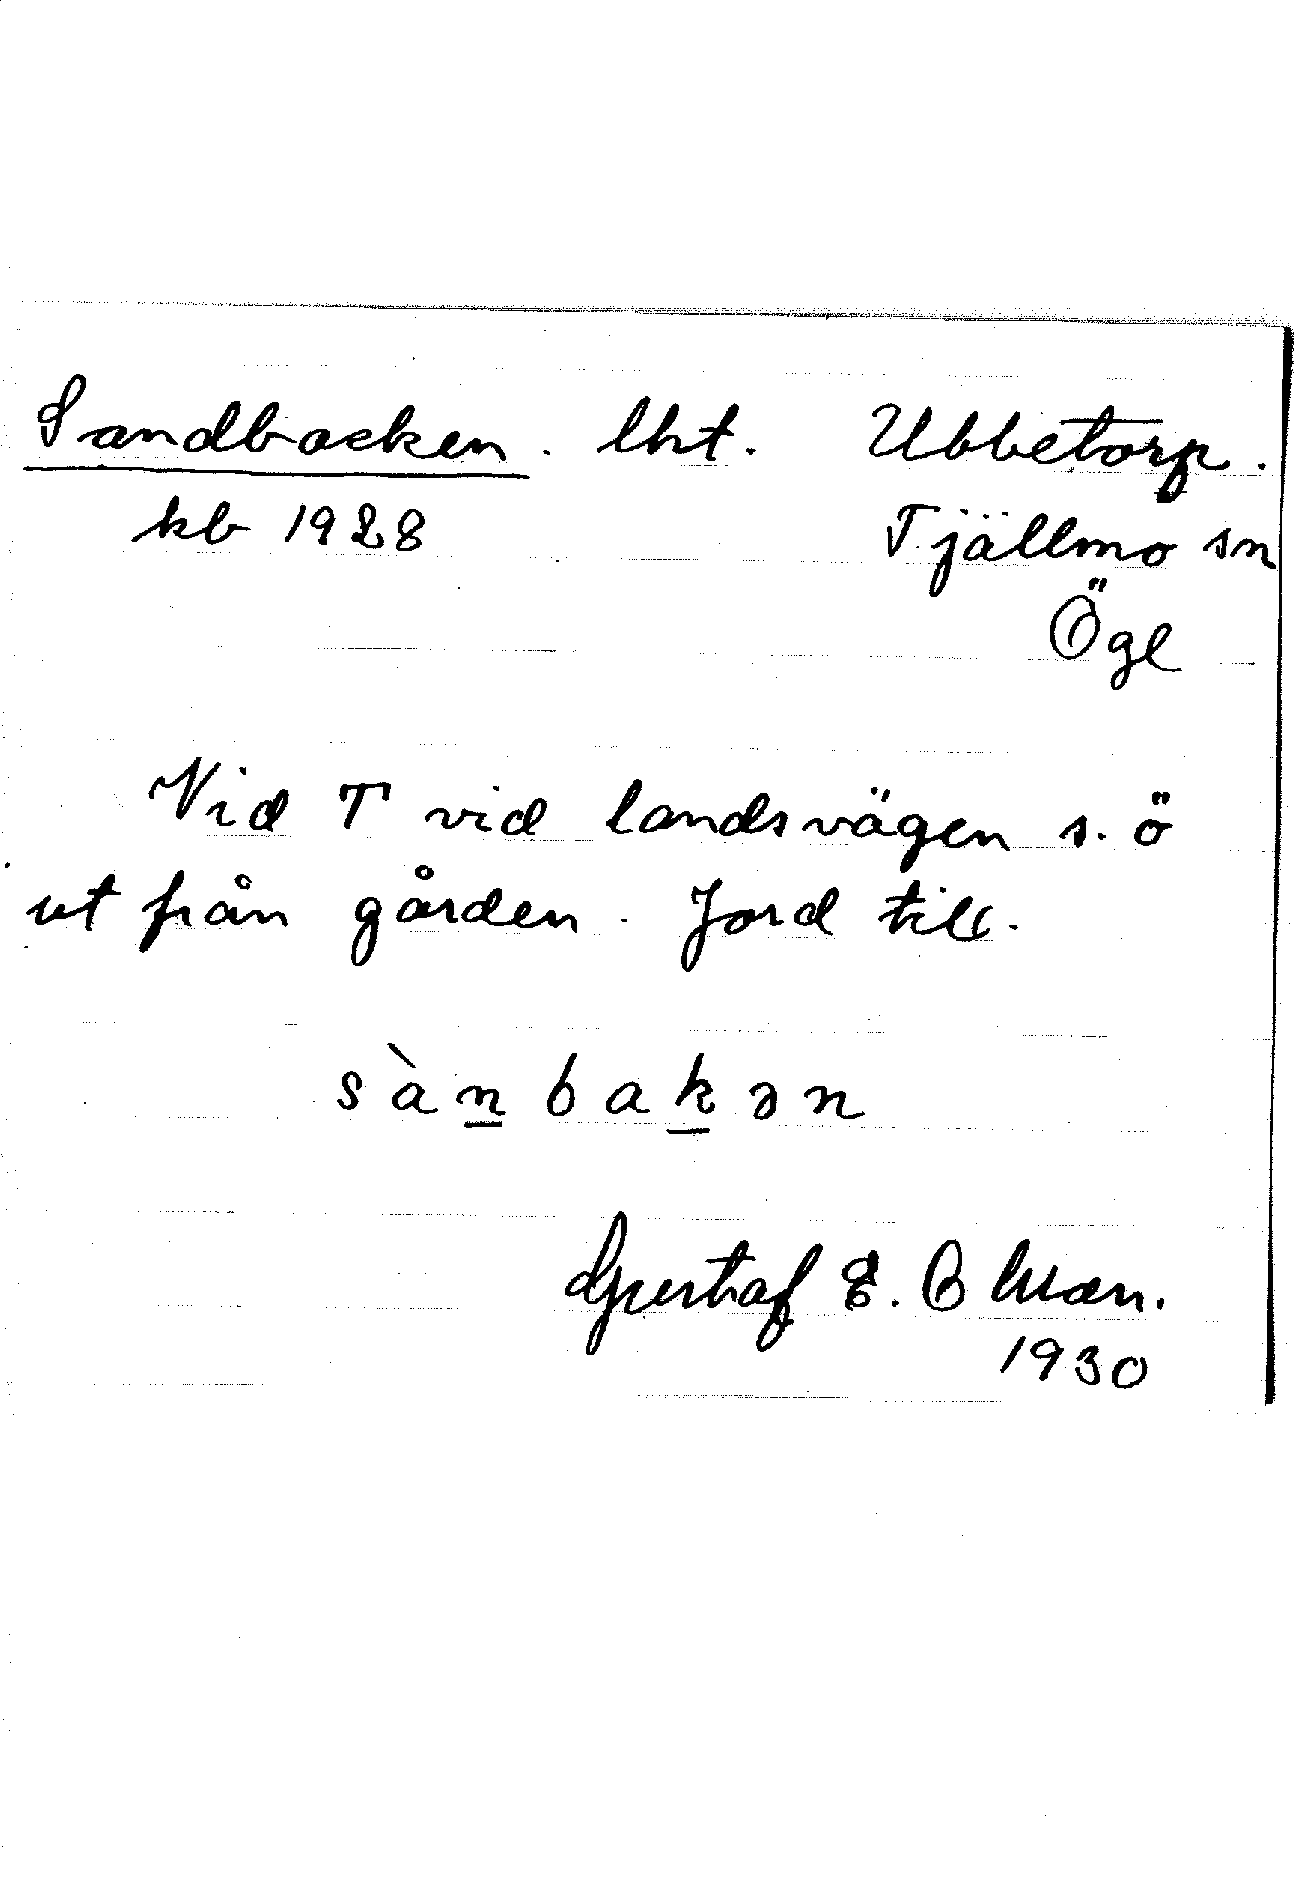 Sandbacken. lht. Ubbetorp.
kb 1928 Tjällmo sn
Ögl
Vid T vid landsvägen s. ö
ut från gården. Jord till.
sànbakən
Gustaf E. Olsson.
1930